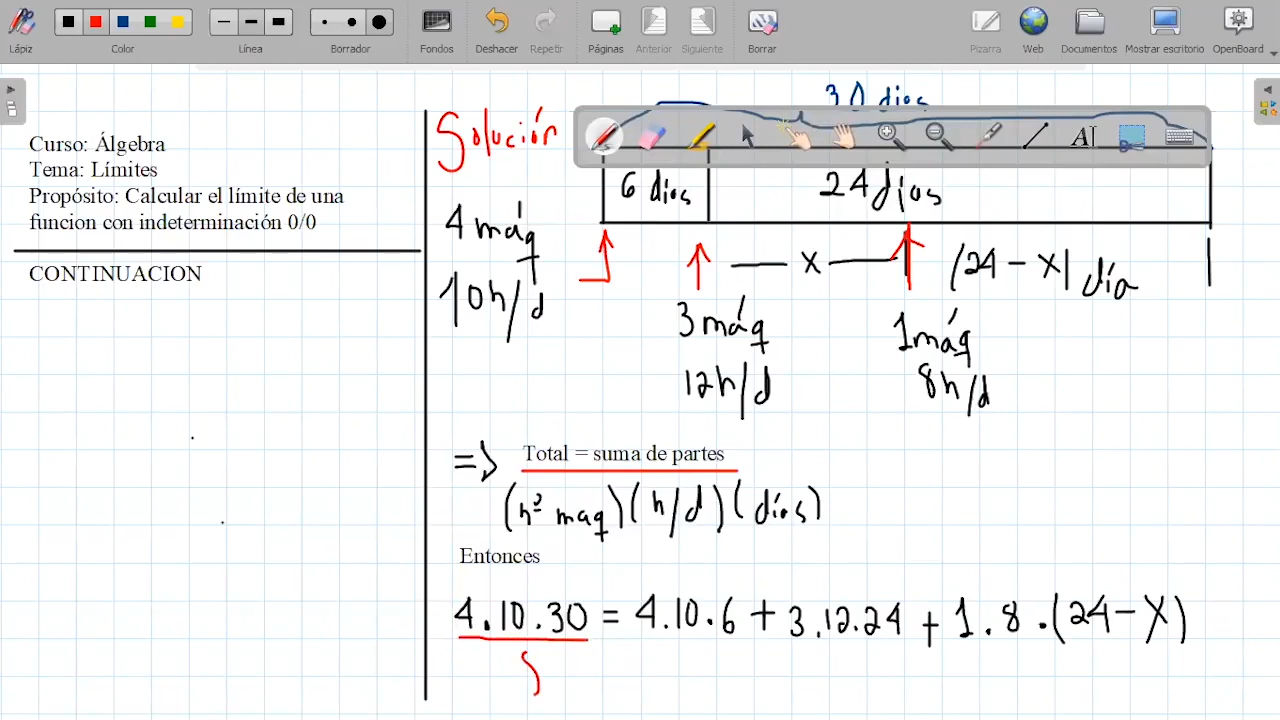 Lápiz Color Línea Borrador Fondos Deshacer Repetir Páginas Anterior Siguiente Borrar Pizarra Web Documentos Mostrar escritorio OpenBoard
Curso: Álgebra
Tema: Límites
Propósito: Calcular el límite de una
funcion con indeterminación 0/0
CONTINUACION
Solución
30 días
6 días
24 días
4 máq
10h/d
x
(24 - x) día
3 máq
12h/d
1 máq
8h/d
=> Total = suma de partes
(nº maq)(h/d)(días)
Entonces
4.10.30 = 4.10.6 + 3.12.24 + 1.8.(24-x)